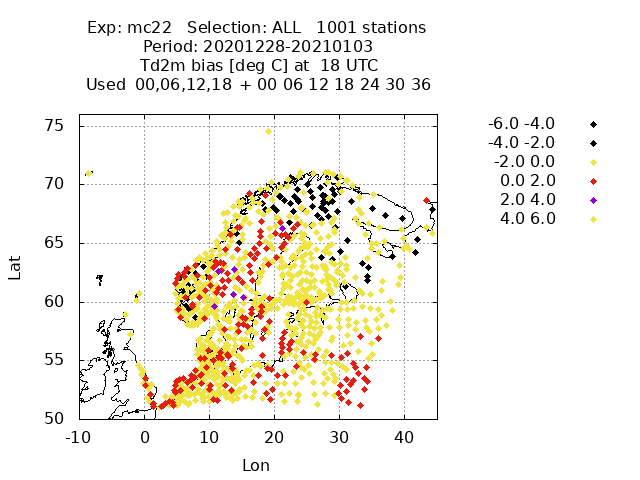 Exp: mc22 Selection: ALL 1001 stations
Period: 20201228-20210103
Td2m bias [deg C] at 18 UTC
Used 00,06,12,18 + 00 06 12 18 24 30 36
-6.0 -4.0
-4.0 -2.0
-2.0 0.0
0.0 2.0
2.0 4.0
4.0 6.0
75
70
65
60
55
50
Lat
-10 0 10 20 30 40
Lon